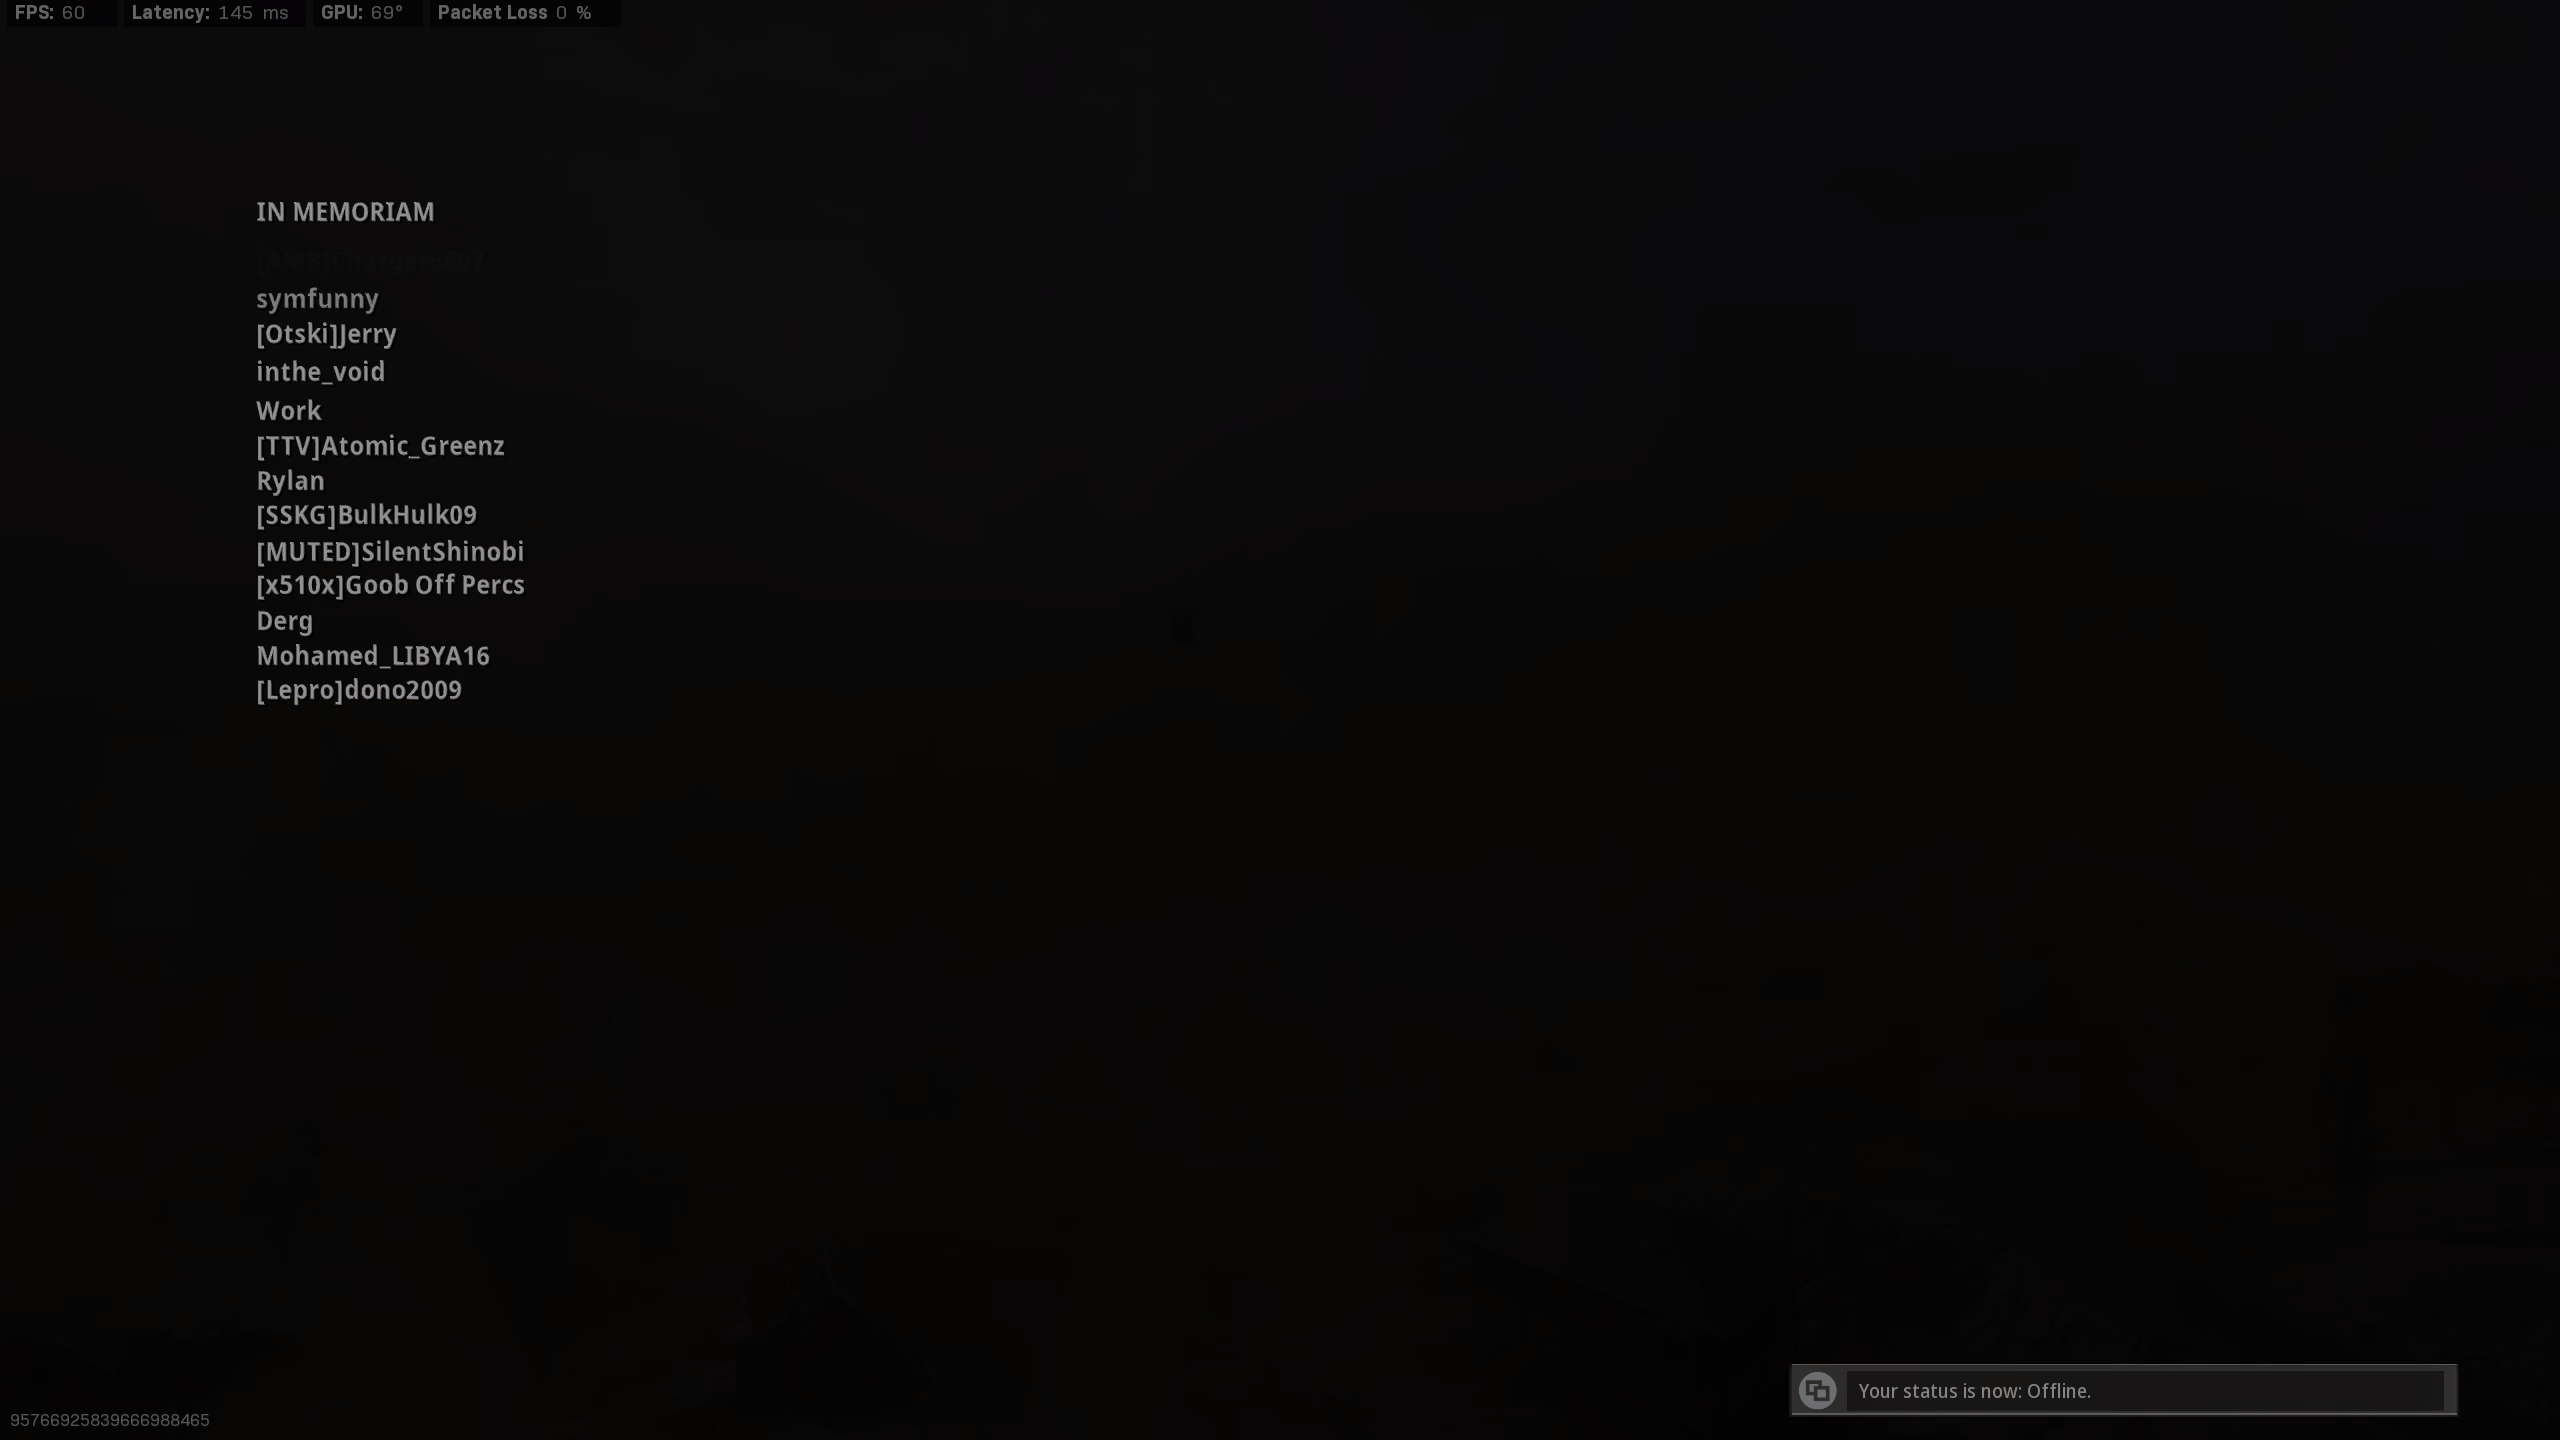 FPS: 60 Latency: 145 ms GPU: 69° Packet Loss 0 %
IN MEMORIAM
symfunny
[Otski]Jerry
inthe_void
Work
[TTV]Atomic_Greenz
Rylan
[SSKG]BulkHulk09
[MUTED]SilentShinobi
[x510x]Goob Off Percs
Derg
Mohamed_LIBYA16
[Lepro]dono2009
Your status is now: Offline.
95766925839666988465